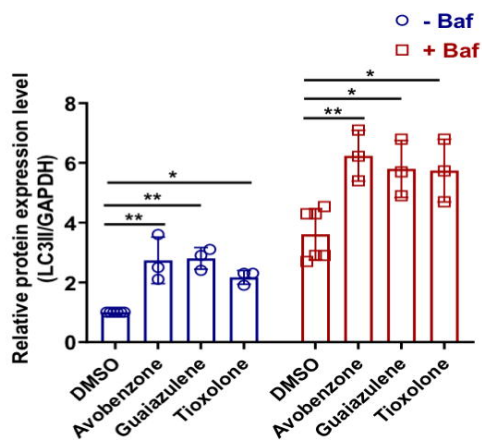 - Baf
+ Baf
Relative protein expression level
(LC3II/GAPDH)
8
6
4
2
0
**
**
*
**
*
*
DMSO
Avobenzone
Guaiazulene
Tioxolone
DMSO
Avobenzone
Guaiazulene
Tioxolone